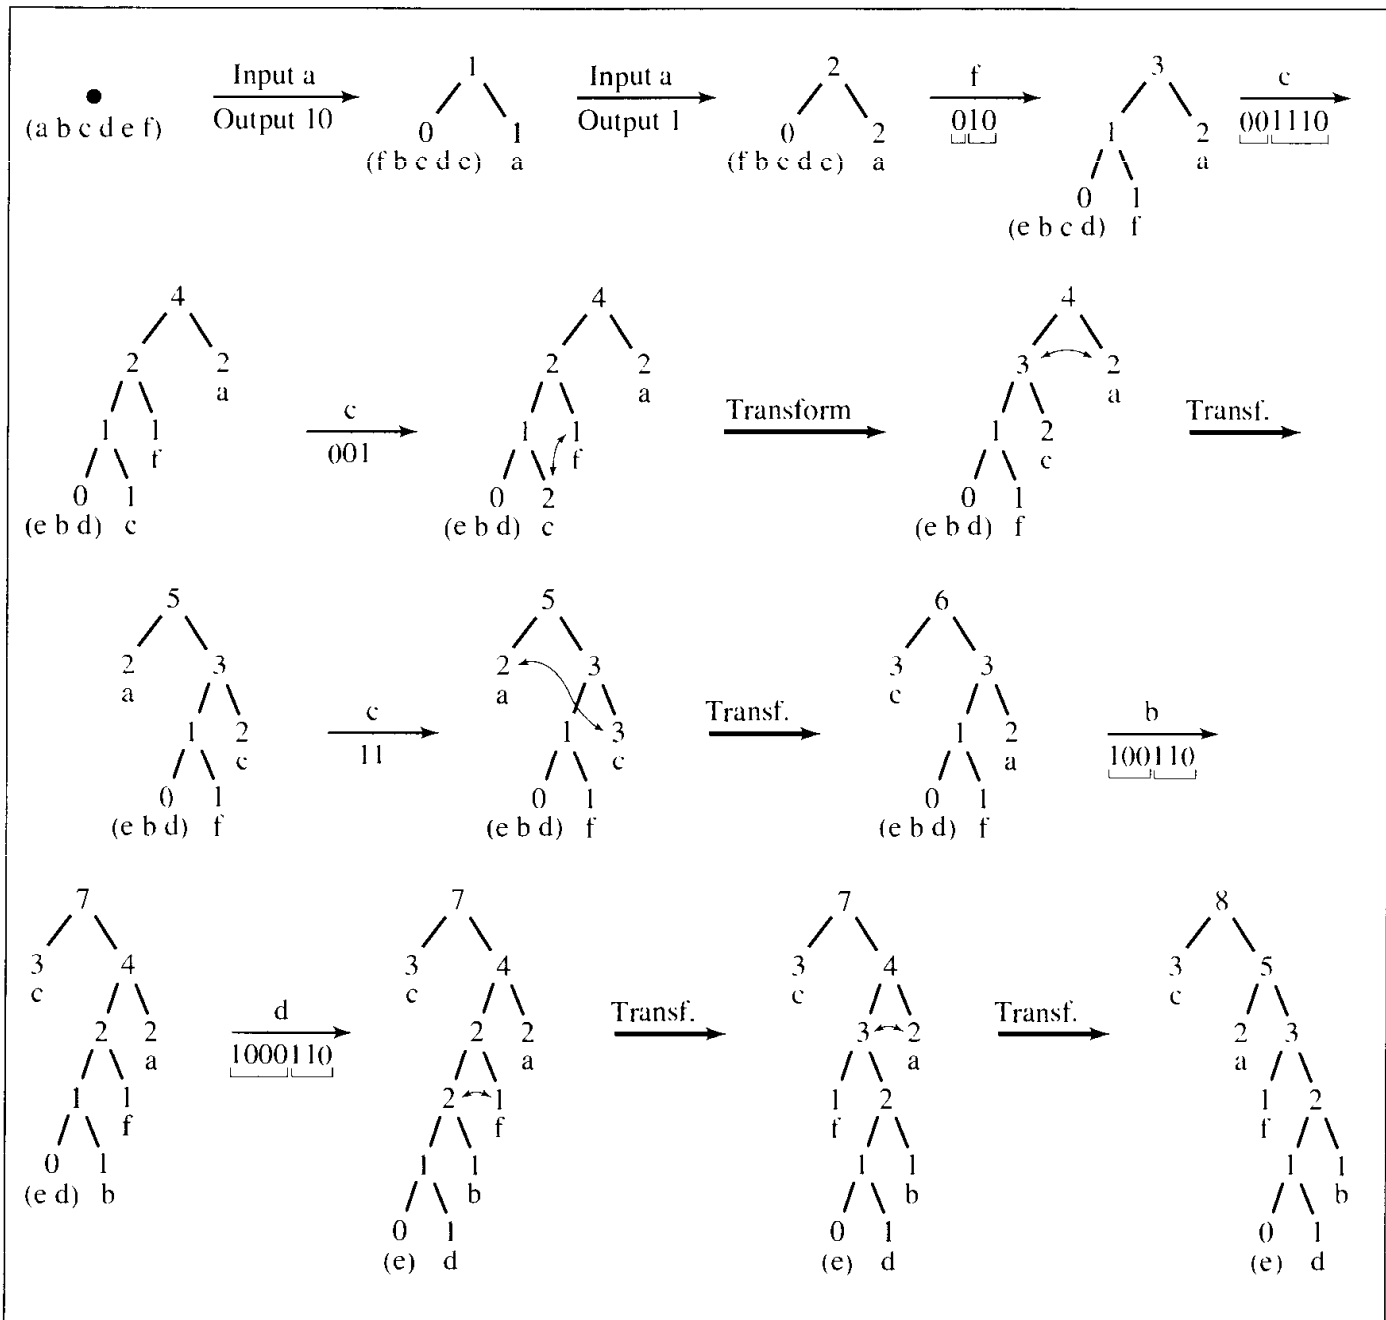 1 2 3
Input a Input a f c
(a b c d e f) Output 10 0 1 Output 1 0 2 010 1 2 001110
(f b c d c) a (f b c d c) a a
0 1
(e b c d) f
4 4 4
2 2 2 2 3 2
a a a
c Transform Transf.
1 1 001 1 1 1 2
f f c
0 1 0 2 0 1
(e b d) c (e b d) c (e b d) f
5 5 6
2 3 2 3 3 3
a a c
c Transf. b
1 2 11 1 3 1 2 100110
c c a
0 1 0 1 0 1
(e b d) f (e b d) f (e b d) f
7 7 7 8
3 4 3 4 3 4 3 5
c c c c
d Transf. Transf.
2 2 1000110 2 2 3 2 2 3
a a a a
1 1 2 1 1 2 1 2
f f f f
0 1 1 1 1 1 1 1
(e d) b b b b
0 1 0 1 0 1
(e) d (e) d (e) d